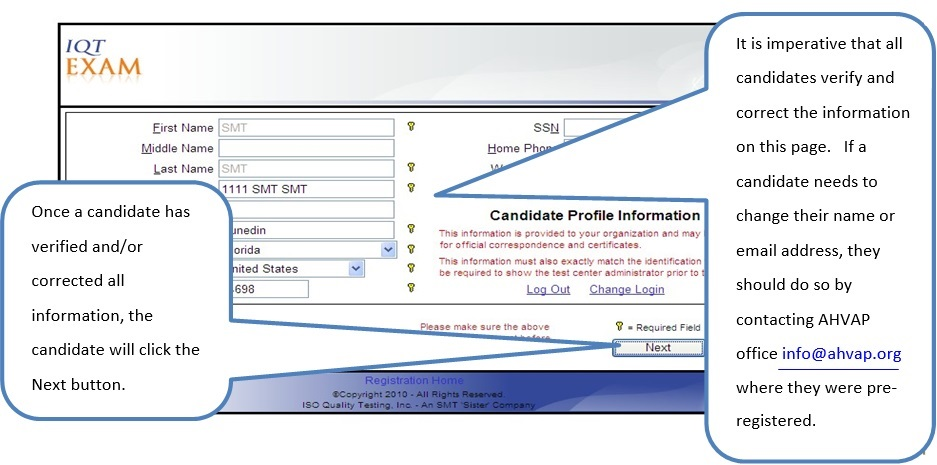 IQT
EXAM
First Name SMT
Middle Name
Last Name SMT
1111 SMT SMT
SSN
Home
Candidate Profile Information
This information is provided to your organization and may
for official correspondence and certificates.
This information must also exactly match the identification
be required to show the test center administrator prior to
Log Out Change Login
Please make sure the above
= Required Field
Next
Registration Home
©Copyright 2010 - All Rights Reserved.
ISO Quality Testing, Inc. - An SMT 'Sister' Company
Once a candidate has
verified and/or
corrected all
information, the
candidate will click the
Next button.
It is imperative that all
candidates verify and
correct the information
on this page. If a
candidate needs to
change their name or
email address, they
should do so by
contacting AHVAP
office info@ahvap.org
where they were pre-
registered.